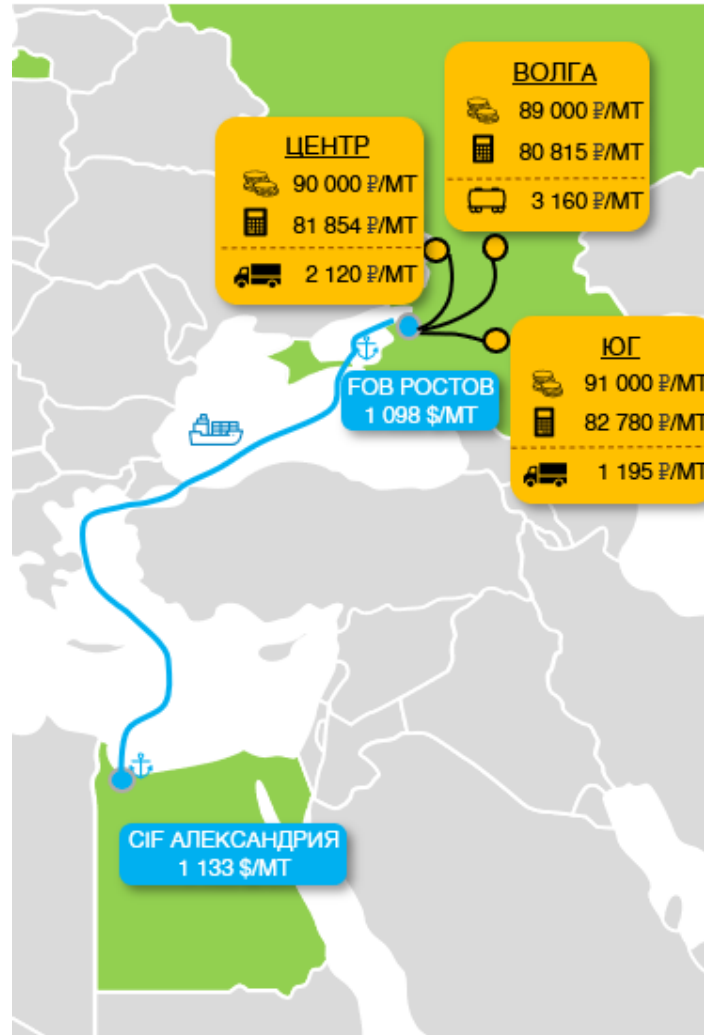 ВОЛГА
89 000 ₽/МТ
80 815 ₽/МТ
3 160 ₽/МТ
ЦЕНТР
90 000 ₽/МТ
81 854 ₽/МТ
2 120 ₽/МТ
ЮГ
91 000 ₽/МТ
82 780 ₽/МТ
1 195 ₽/МТ
FOB РОСТОВ
1 098 $/МТ
CIF АЛЕКСАНДРИЯ
1 133 $/МТ